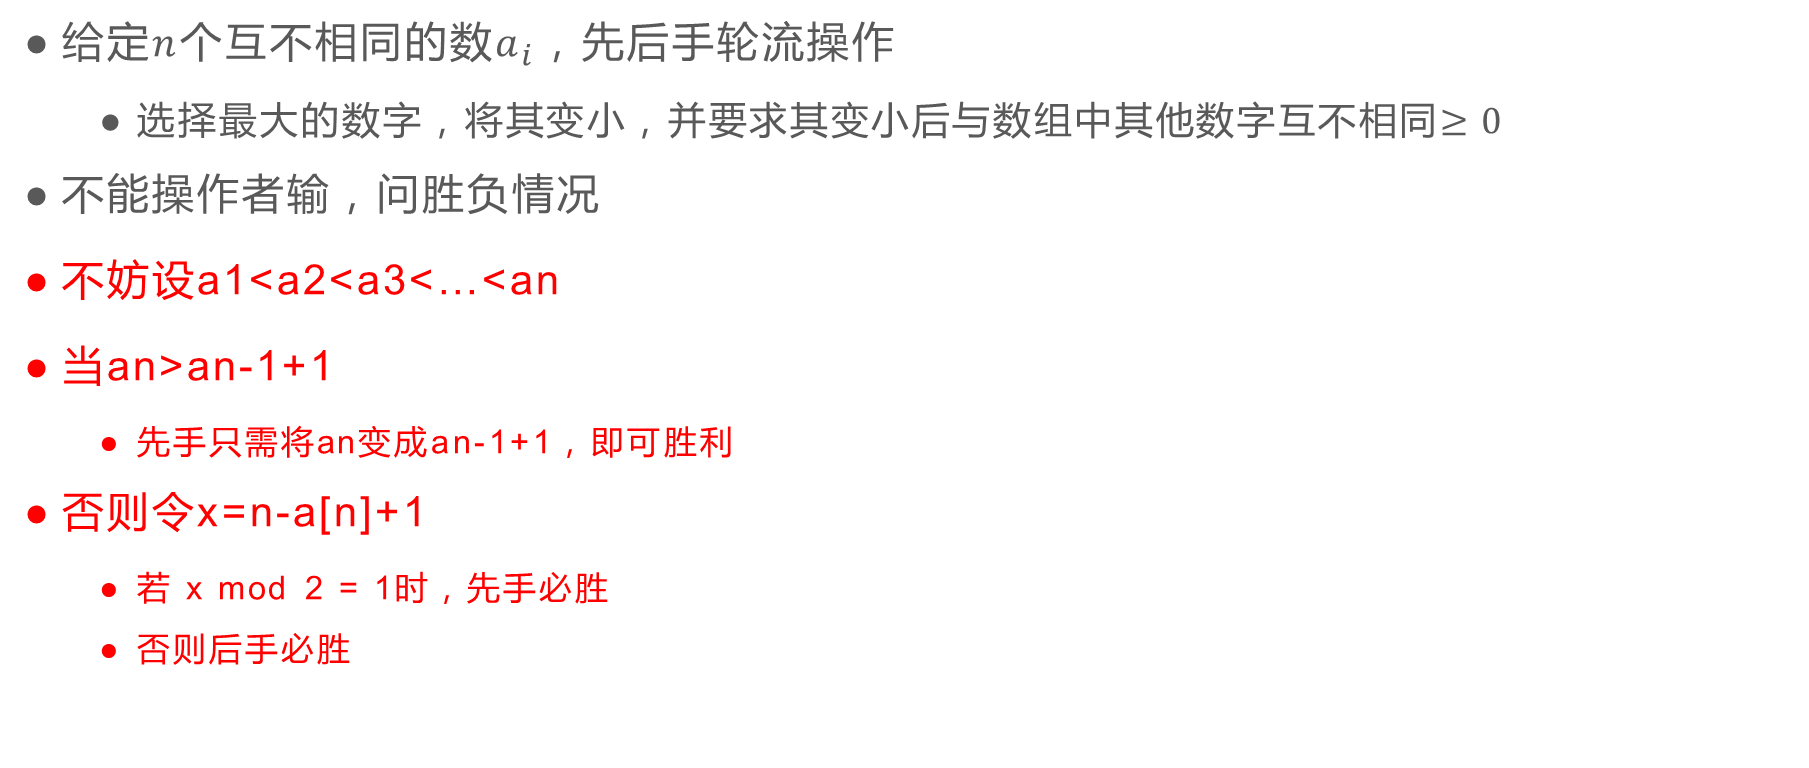 ● 给定n个互不相同的数aᵢ，先后手轮流操作
● 选择最大的数字，将其变小，并要求其变小后与数组中其他数字互不相同≥ 0
● 不能操作者输，问胜负情况
● 不妨设a1<a2<a3<…<an
● 当an>an-1+1
● 先手只需将an变成an-1+1，即可胜利
● 否则令x=n-a[n]+1
● 若 x mod 2 = 1时，先手必胜
● 否则后手必胜